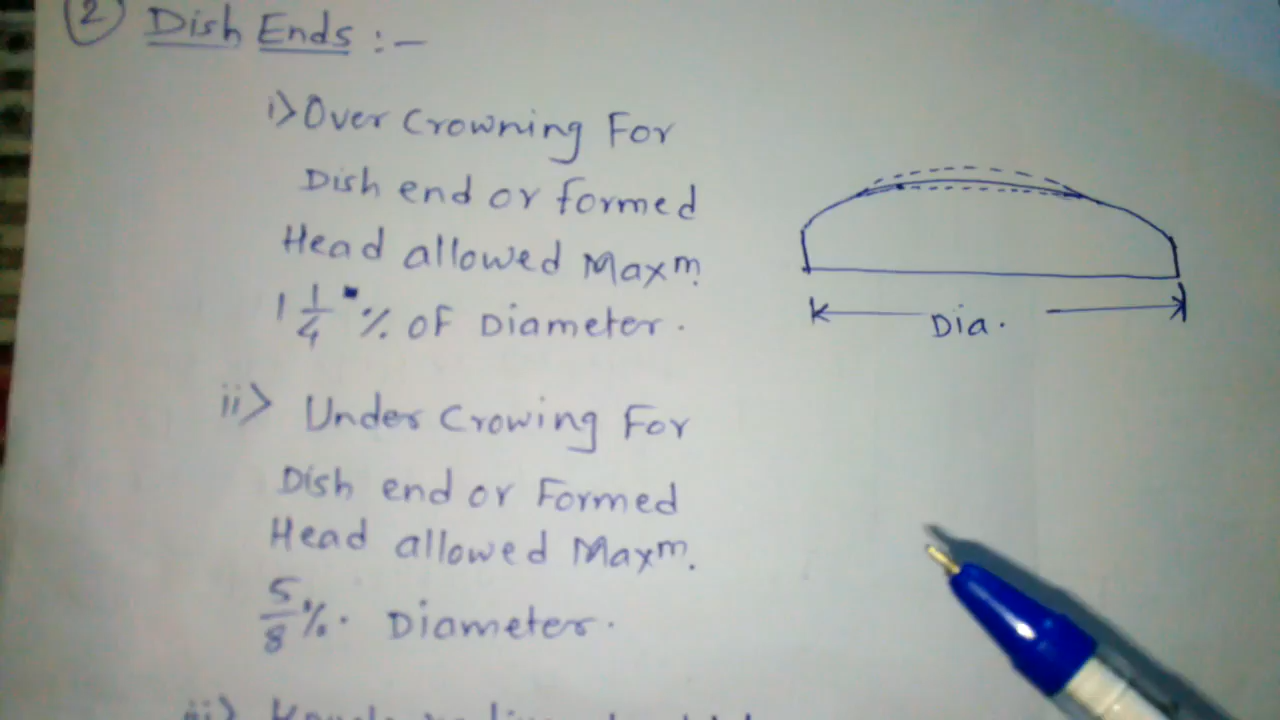 2 Dish Ends :-
i> Over Crowning For
Dish end or formed
Head allowed Maxm.
1 1/4 % of Diameter.
Dia.
ii> Under Crowing For
Dish end or Formed
Head allowed Maxm.
5/8 %. Diameter.
iii)